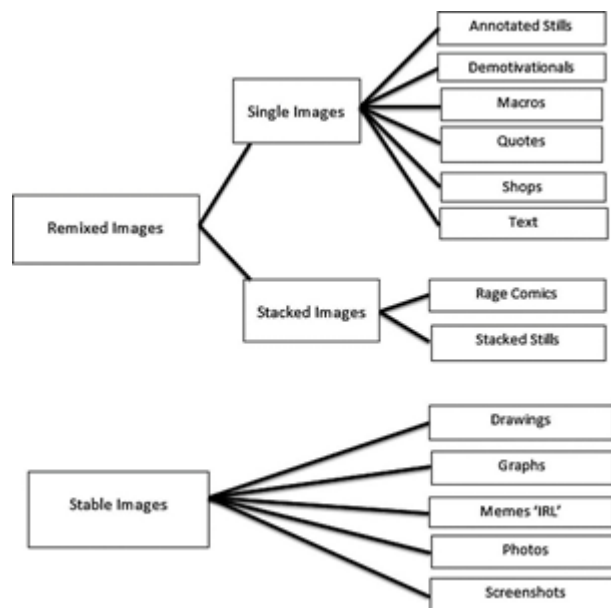 Annotated Stills
Demotivationals
Single Images
Macros
Quotes
Shops
Remixed Images
Text
Stacked Images
Rage Comics
Stacked Stills
Drawings
Graphs
Stable Images
Memes ‘IRL’
Photos
Screenshots